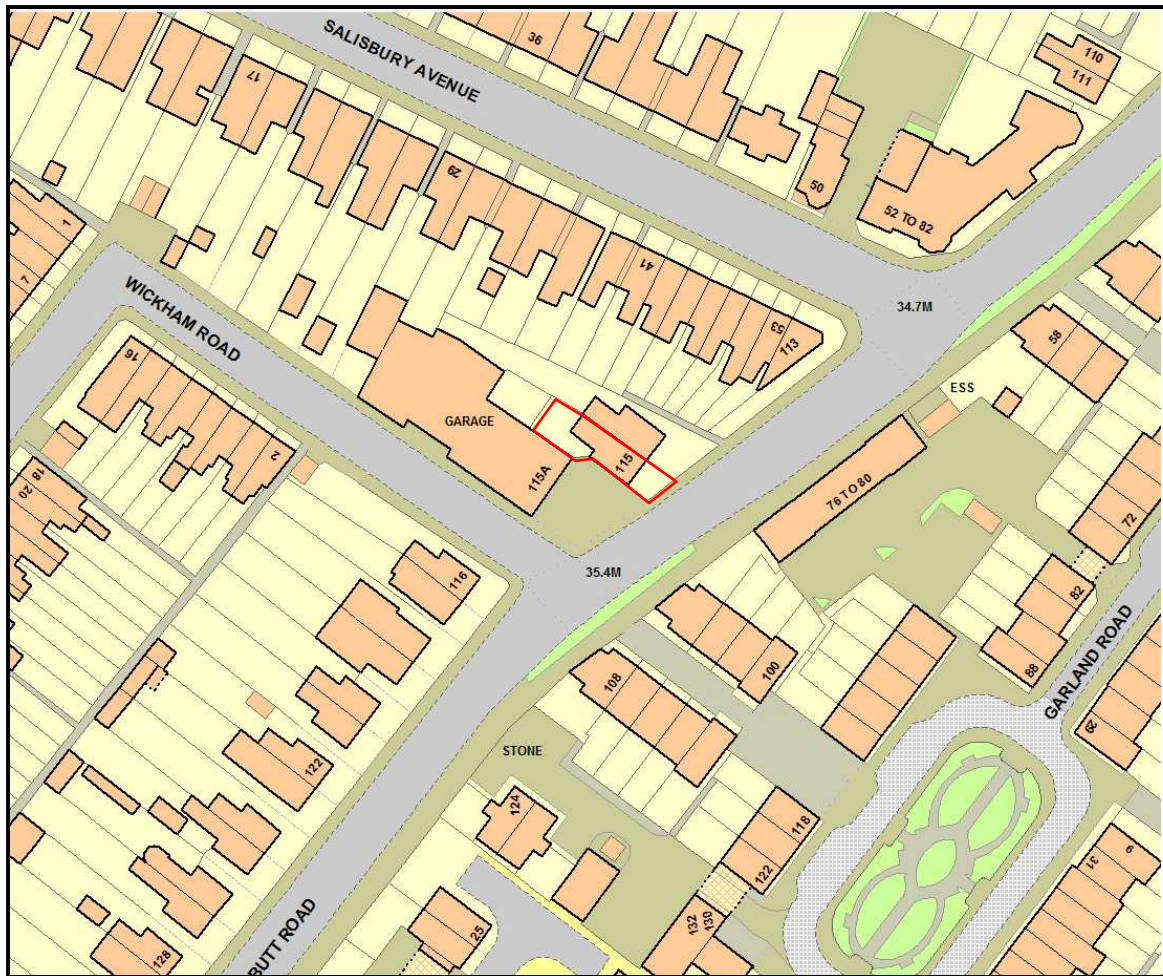 SALISBURY AVENUE
36
110
111
17
29
50
52 TO 82
1
7
41
34.7M
53
113
58
WICKHAM ROAD
ESS
16
GARAGE
2
115A
115
76 TO 80
18
20
72
35.4M
116
82
88
GARLAND ROAD
100
108
29
STONE
122
124
118
122
9
31
132
130
25
128
BUTT ROAD